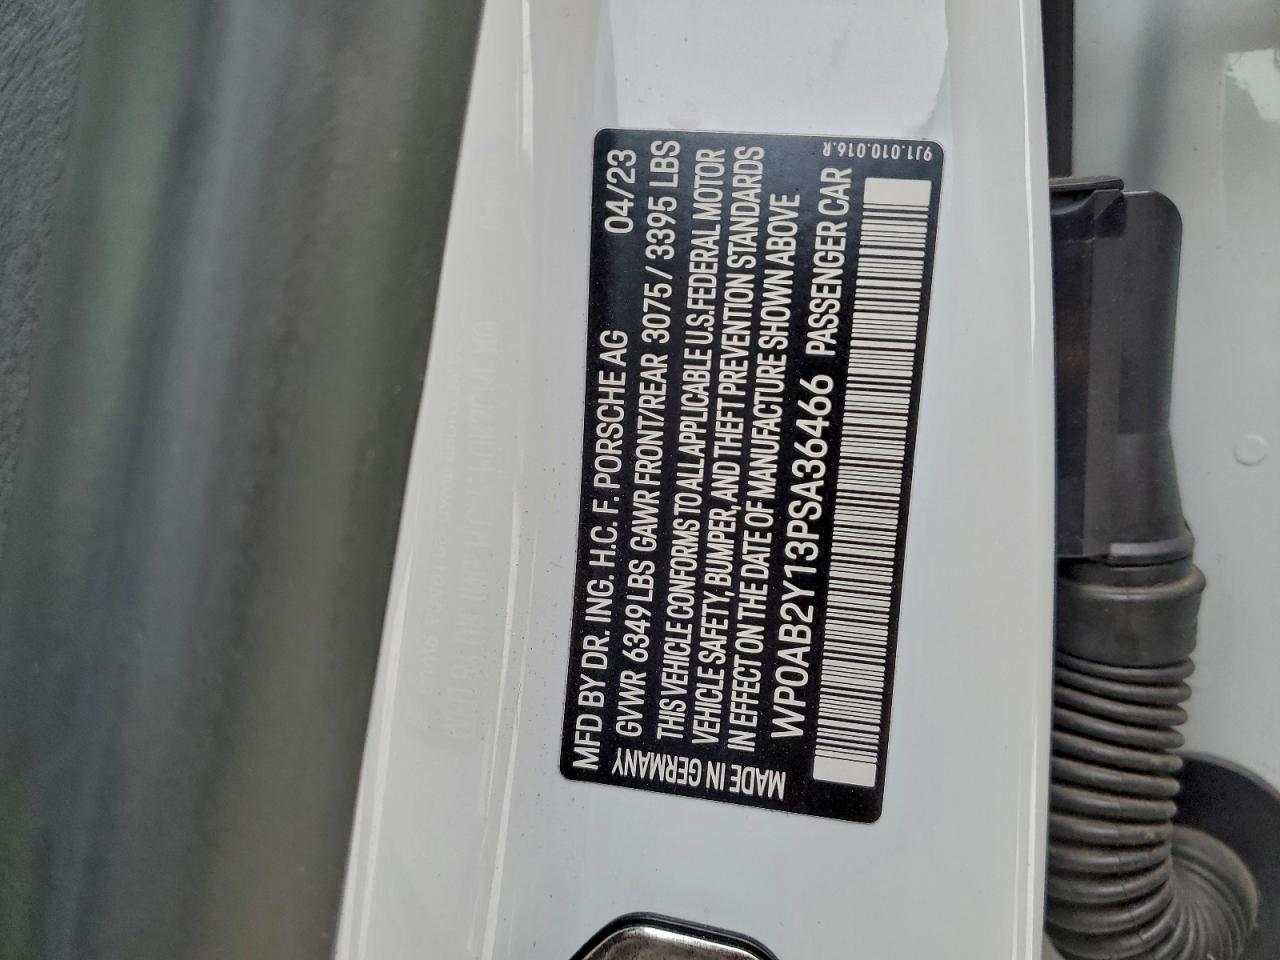 MFD BY DR. ING. H.C. F. PORSCHE AG 04/23
GVWR 6349 LBS GAWR FRONT/REAR 3075 / 3395 LBS
THIS VEHICLE CONFORMS TO ALL APPLICABLE U.S. FEDERAL MOTOR
VEHICLE SAFETY, BUMPER, AND THEFT PREVENTION STANDARDS
IN EFFECT ON THE DATE OF MANUFACTURE SHOWN ABOVE
WP0AB2Y13PSA36466 PASSENGER CAR
MADE IN GERMANY
9J1.010.016.R